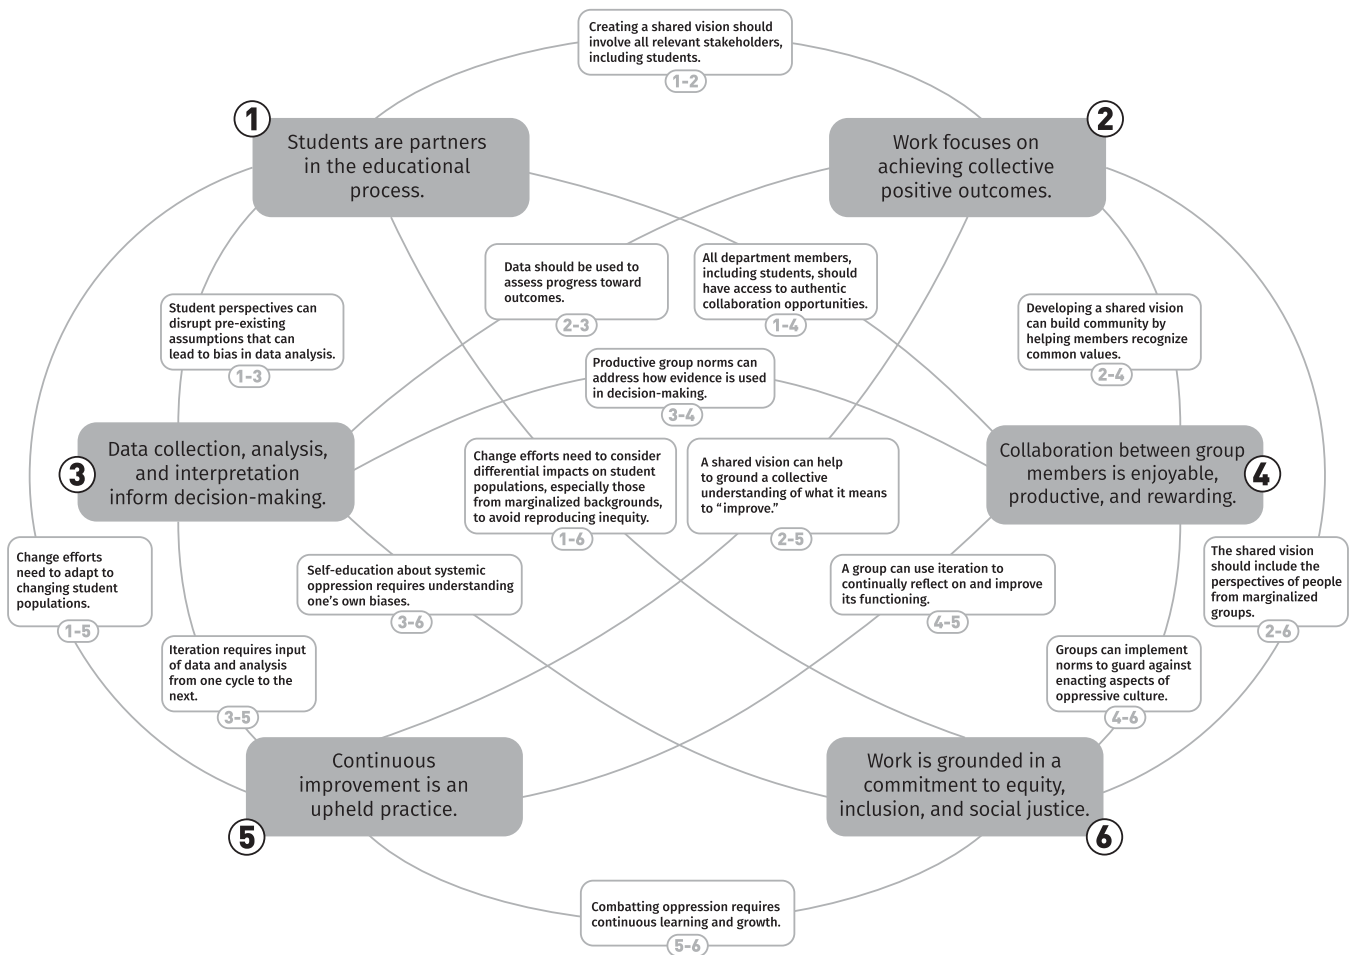 Creating a shared vision should
involve all relevant stakeholders,
including students.
1-2
1
Students are partners
in the educational
process.
2
Work focuses on
achieving collective
positive outcomes.
Data should be used to
assess progress toward
outcomes.
2-3
All department members,
including students, should
have access to authentic
collaboration opportunities.
1-4
Student perspectives can
disrupt pre-existing
assumptions that can
lead to bias in data analysis.
1-3
Developing a shared vision
can build community by
helping members recognize
common values.
2-4
Productive group norms can
address how evidence is used
in decision-making.
3-4
3
Data collection, analysis,
and interpretation
inform decision-making.
Change efforts need to consider
differential impacts on student
populations, especially those
from marginalized backgrounds,
to avoid reproducing inequity.
1-6
A shared vision can help
to ground a collective
understanding of what it means
to “improve.”
2-5
Collaboration between group
members is enjoyable,
productive, and rewarding.
4
Change efforts
need to adapt to
changing student
populations.
1-5
Self-education about systemic
oppression requires understanding
one’s own biases.
3-6
A group can use iteration to
continually reflect on and improve
its functioning.
4-5
The shared vision
should include the
perspectives of people
from marginalized
groups.
2-6
Iteration requires input
of data and analysis
from one cycle to the
next.
3-5
Groups can implement
norms to guard against
enacting aspects of
oppressive culture.
4-6
Continuous
improvement is an
upheld practice.
5
Work is grounded in a
commitment to equity,
inclusion, and social justice.
6
Combatting oppression requires
continuous learning and growth.
5-6